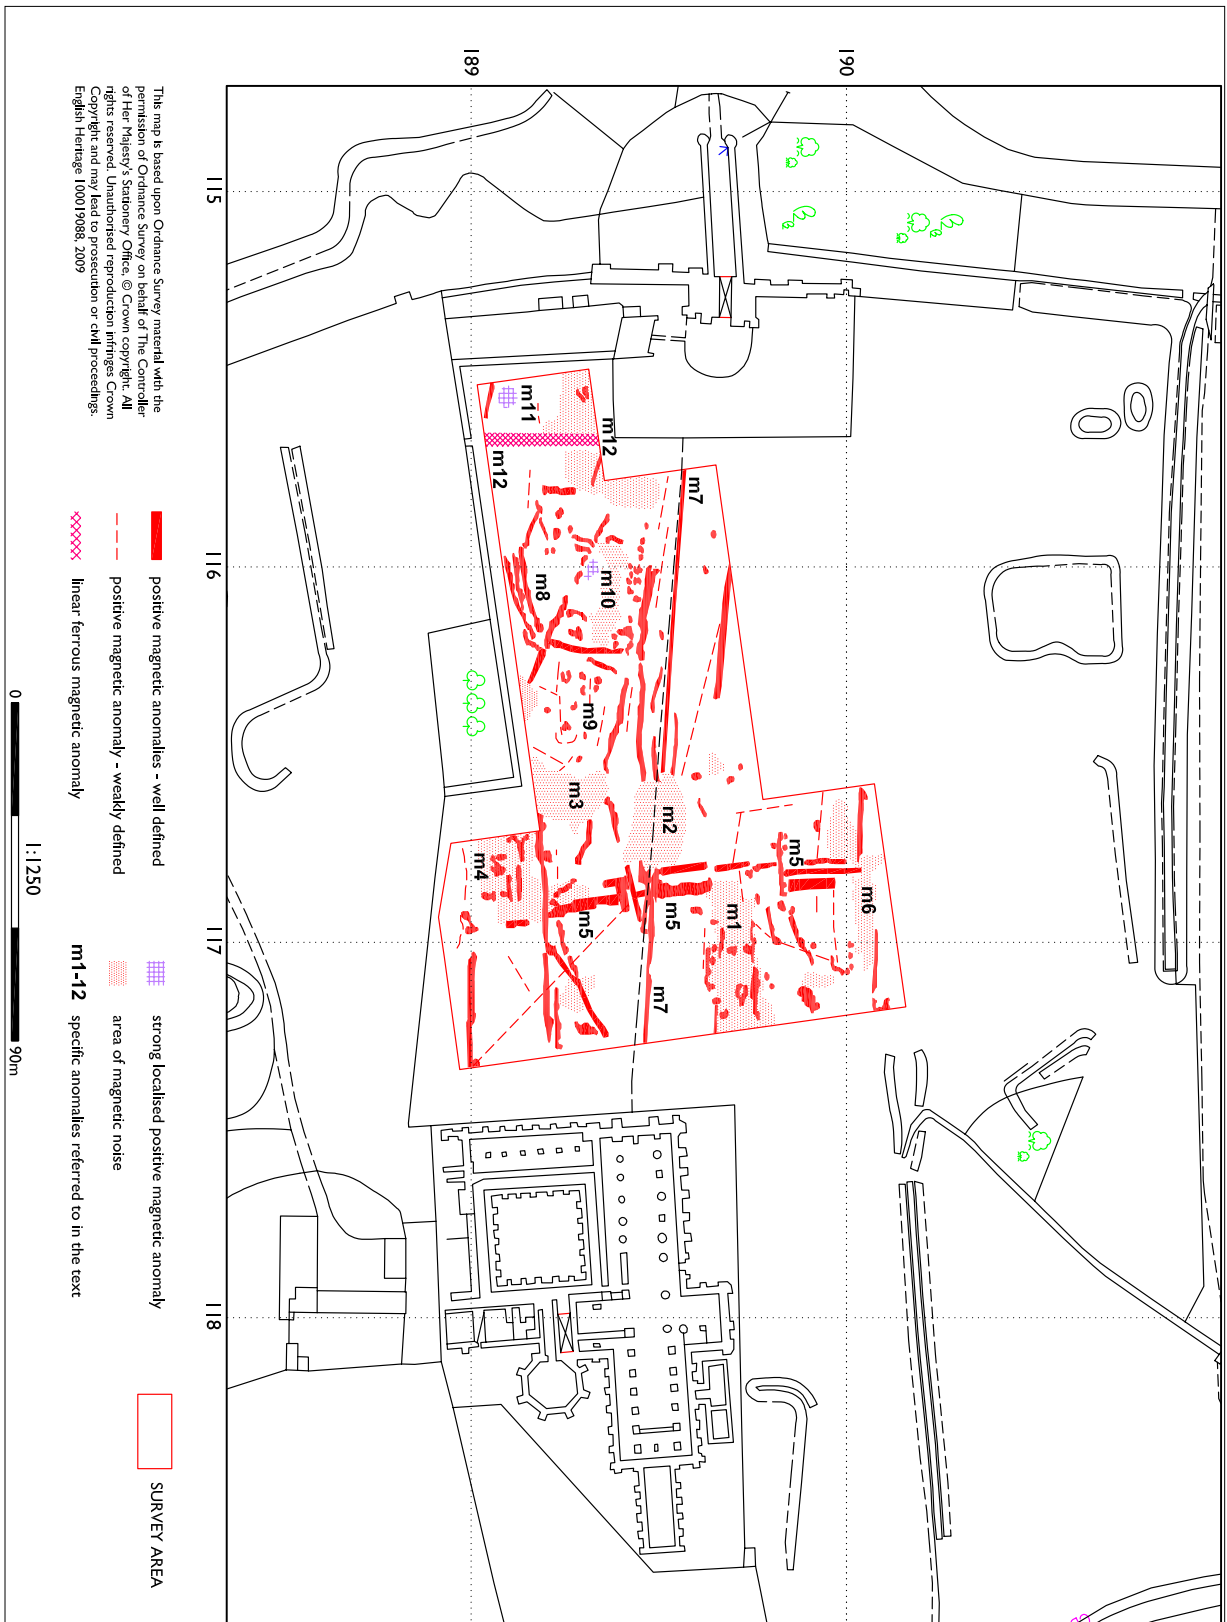 189
190
115
116
117
118
m11
m12
m12
m7
m8
m10
m9
m3
m2
m4
m5
m5
m5
m1
m6
m7
This map is based upon Ordnance Survey material with the
permission of Ordnance Survey on behalf of The Controller
of Her Majesty's Stationery Office, © Crown copyright. All
rights reserved. Unauthorised reproduction infringes Crown
Copyright and may lead to prosecution or civil proceedings.
English Heritage 100019088, 2009
positive magnetic anomalies - well defined
positive magnetic anomaly - weakly defined
linear ferrous magnetic anomaly
strong localised positive magnetic anomaly
area of magnetic noise
m1-12 specific anomalies referred to in the text
SURVEY AREA
0
90m
1:1250